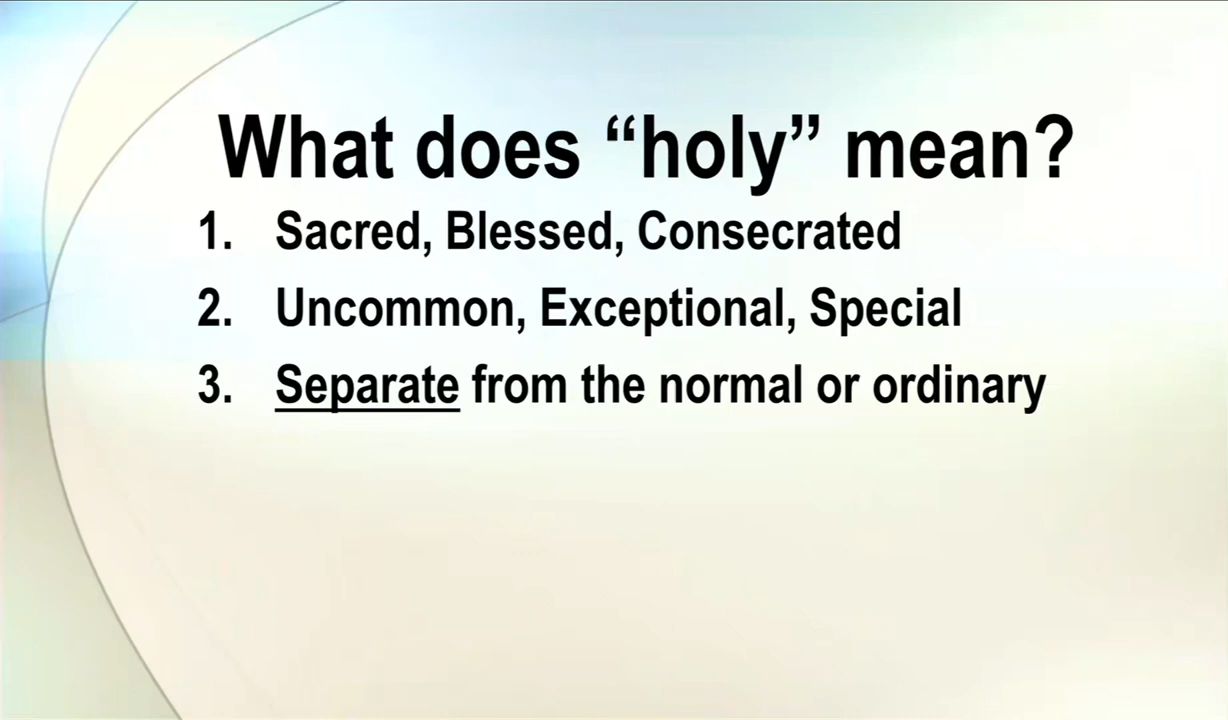 What does “holy” mean?
1. Sacred, Blessed, Consecrated
2. Uncommon, Exceptional, Special
3. Separate from the normal or ordinary